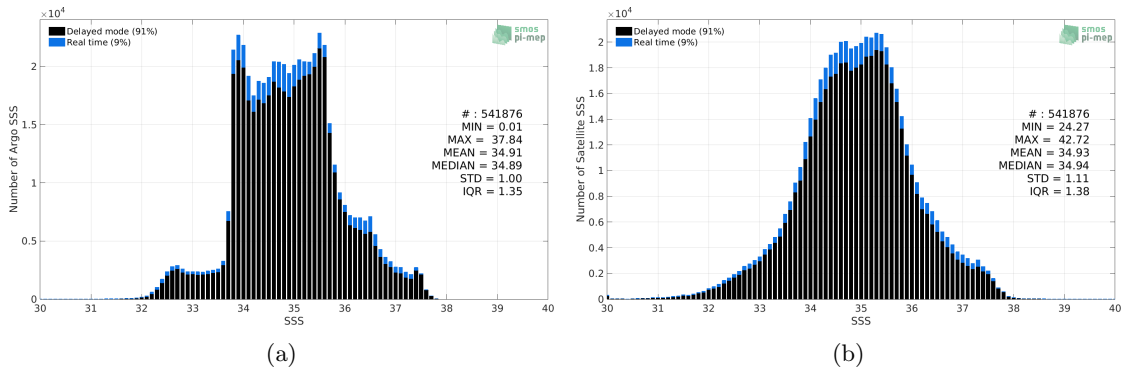 ×10⁴
Delayed mode (91%)
Real time (9%)
smos
pi-mep
Number of Argo SSS
2
1.5
1
0.5
0
# : 541876
MIN = 0.01
MAX = 37.84
MEAN = 34.91
MEDIAN = 34.89
STD = 1.00
IQR = 1.35
30 31 32 33 34 35 36 37 38 39 40
SSS
(a)
×10⁴
Delayed mode (91%)
Real time (9%)
smos
pi-mep
Number of Satellite SSS
2
1.8
1.6
1.4
1.2
1
0.8
0.6
0.4
0.2
0
# : 541876
MIN = 24.27
MAX = 42.72
MEAN = 34.93
MEDIAN = 34.94
STD = 1.11
IQR = 1.38
30 31 32 33 34 35 36 37 38 39 40
SSS
(b)